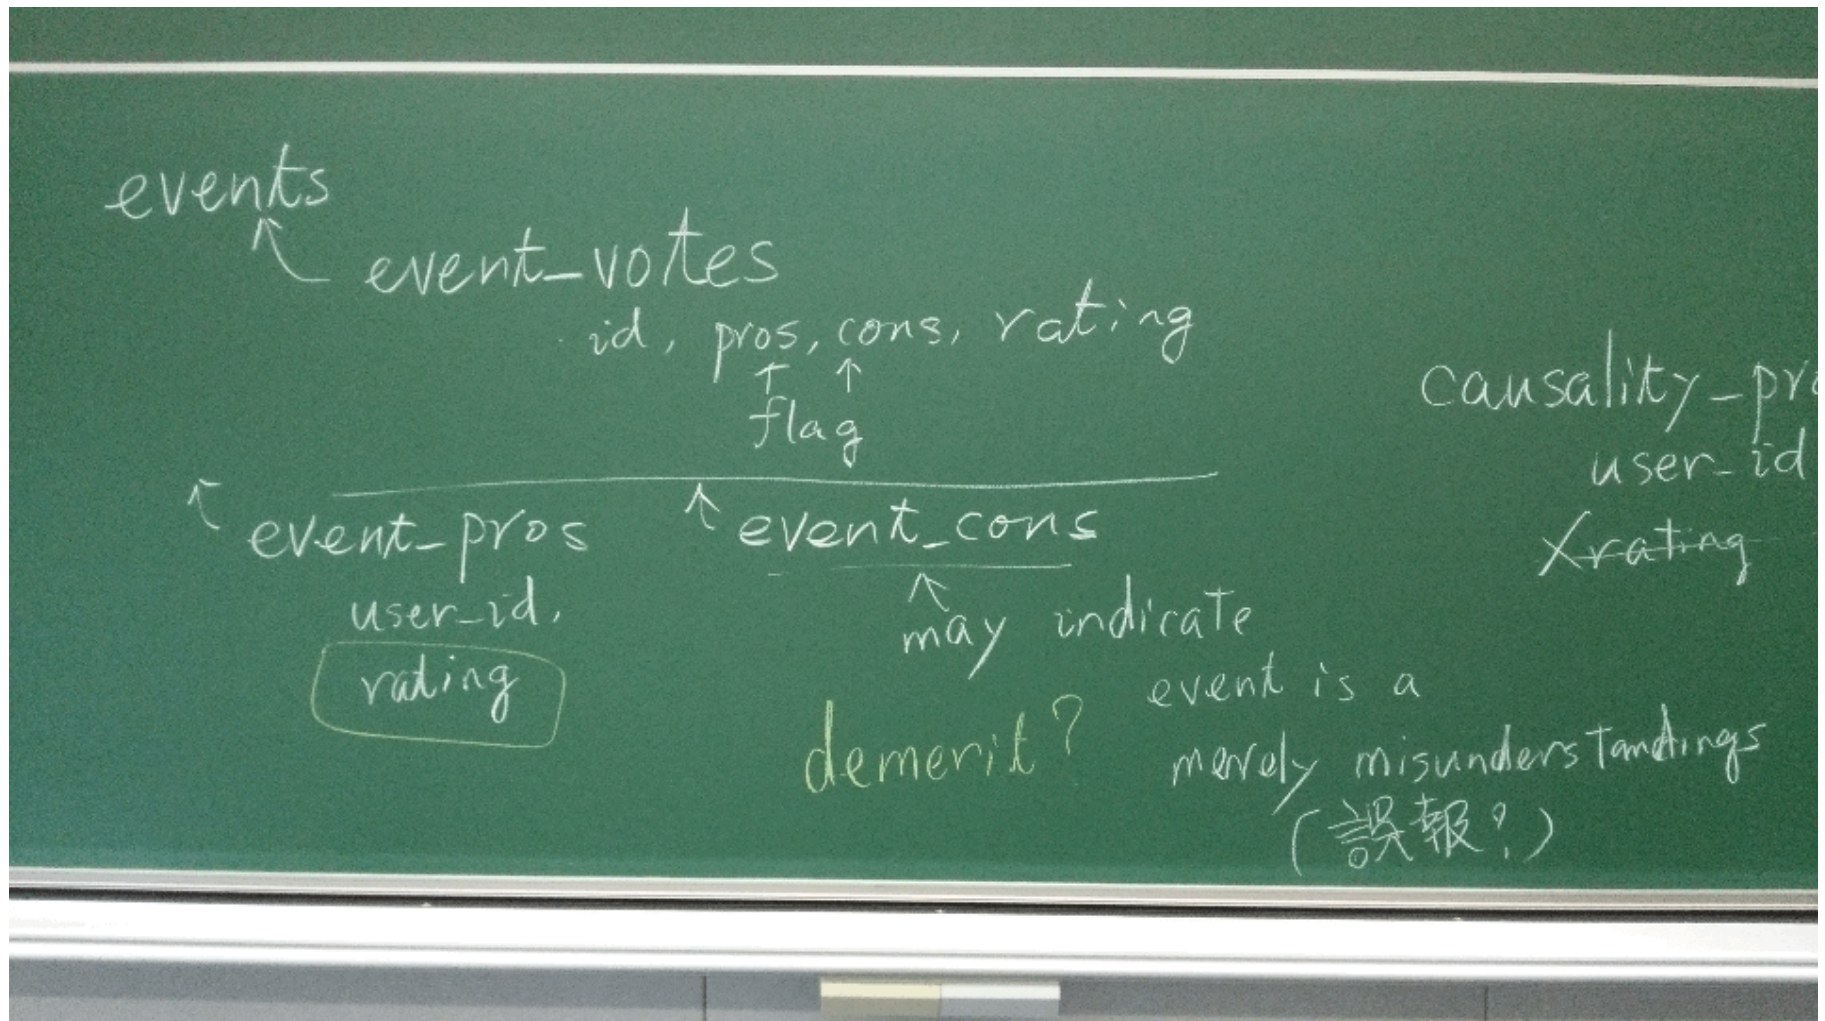 events
event_votes
id, pros, cons, rating
flag
event_pros
user_id,
rating
event_cons
may indicate
event is a
merely misunderstandings
(誤報?)
demerit?
causality_pro
user_id
×rating